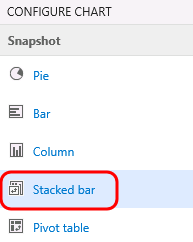 CONFIGURE CHART
Snapshot
Pie
Bar
Column
Stacked bar
Pivot table